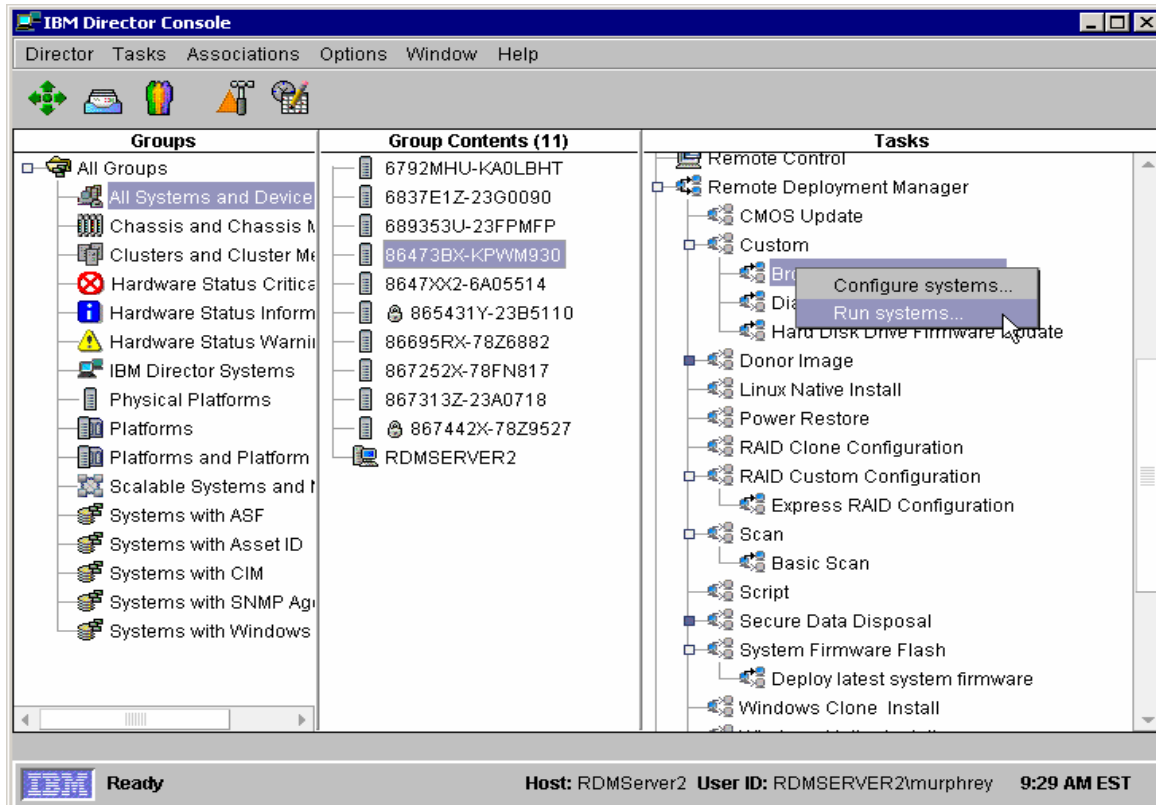 IBM Director Console
Director Tasks Associations Options Window Help
Groups
All Groups
All Systems and Device
Chassis and Chassis
Clusters and Cluster
Hardware Status Critica
Hardware Status Inform
Hardware Status Warni
IBM Director Systems
Physical Platforms
Platforms
Platforms and Platform
Scalable Systems and
Systems with ASF
Systems with Asset ID
Systems with CIM
Systems with SNMP Ag
Systems with Windows
Group Contents (11)
6792MHU-KA0LBHT
6837E1Z-23G0090
689353U-23FPMFP
86473BX-KPWM930
8647XX2-6A05514
865431Y-23B5110
86695RX-78Z6882
867252X-78FN817
867313Z-23A0718
867442X-78Z9527
RDMSERVER2
Tasks
Remote Control
Remote Deployment Manager
CMOS Update
Custom
Bro
Configure systems...
Dia
Run systems...
Hard Disk Drive Firmware Update
Donor Image
Linux Native Install
Power Restore
RAID Clone Configuration
RAID Custom Configuration
Express RAID Configuration
Scan
Basic Scan
Script
Secure Data Disposal
System Firmware Flash
Deploy latest system firmware
Windows Clone Install
IBM
Ready
Host: RDMServer2 User ID: RDMSERVER2\murphrey 9:29 AM EST